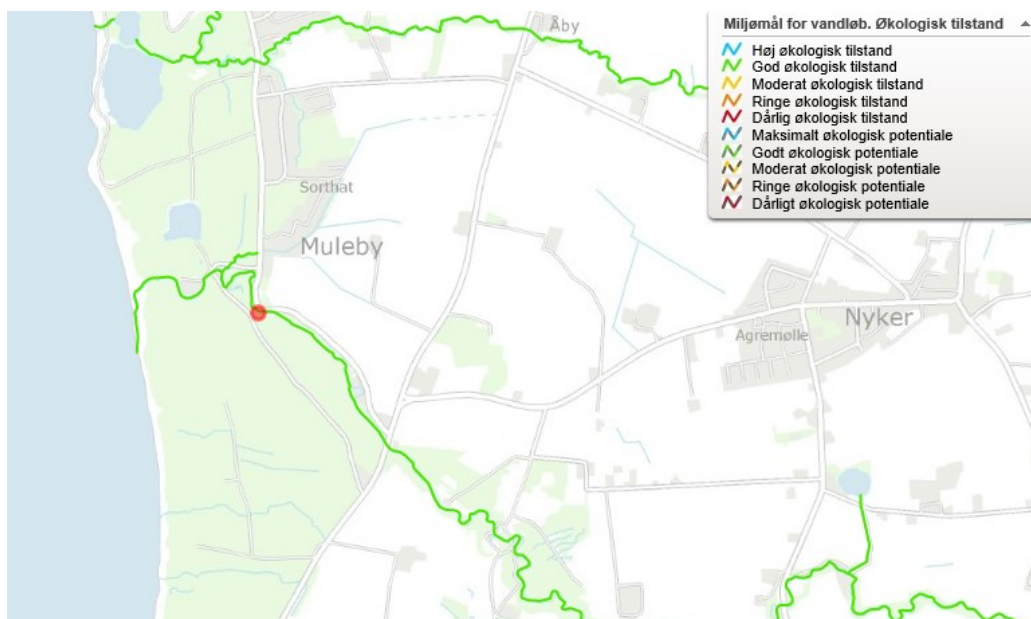 Miljømål for vandløb. Økologisk tilstand
Høj økologisk tilstand
God økologisk tilstand
Moderat økologisk tilstand
Ringe økologisk tilstand
Dårlig økologisk tilstand
Maksimalt økologisk potentiale
Godt økologisk potentiale
Moderat økologisk potentiale
Ringe økologisk potentiale
Dårligt økologisk potentiale
Åby
Sorthat
Muleby
Nyker
Agremølle